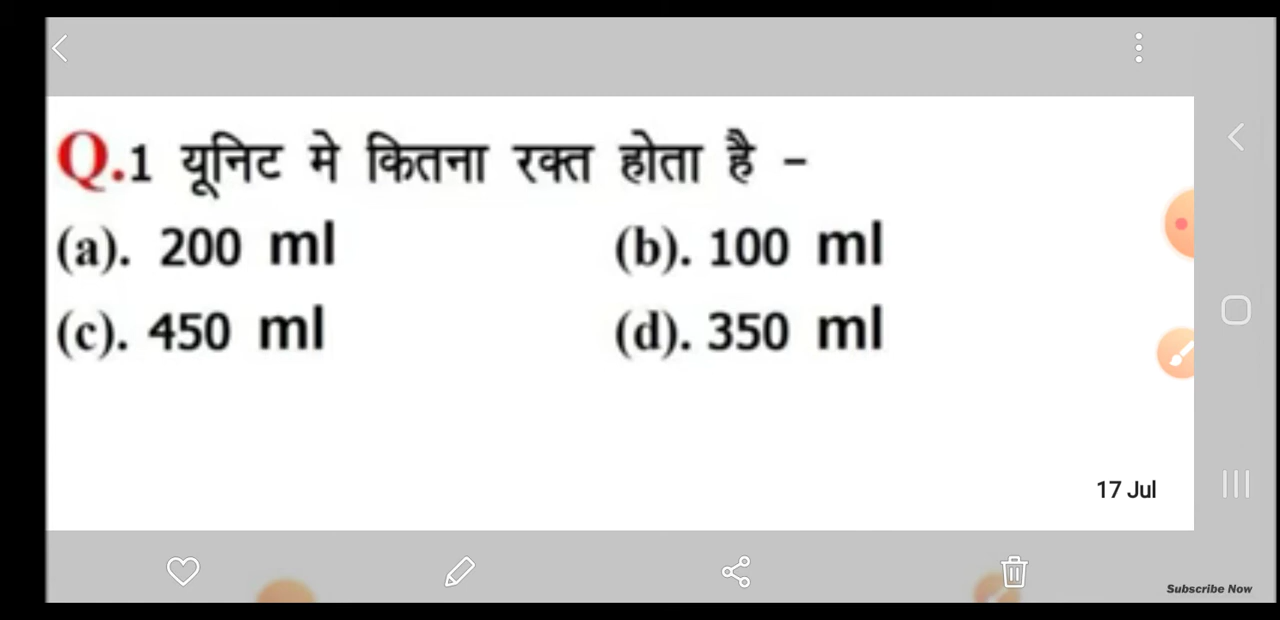 Q.1 यूनिट मे कितना रक्त होता है -
(a). 200 ml (b). 100 ml
(c). 450 ml (d). 350 ml
17 Jul
Subscribe Now